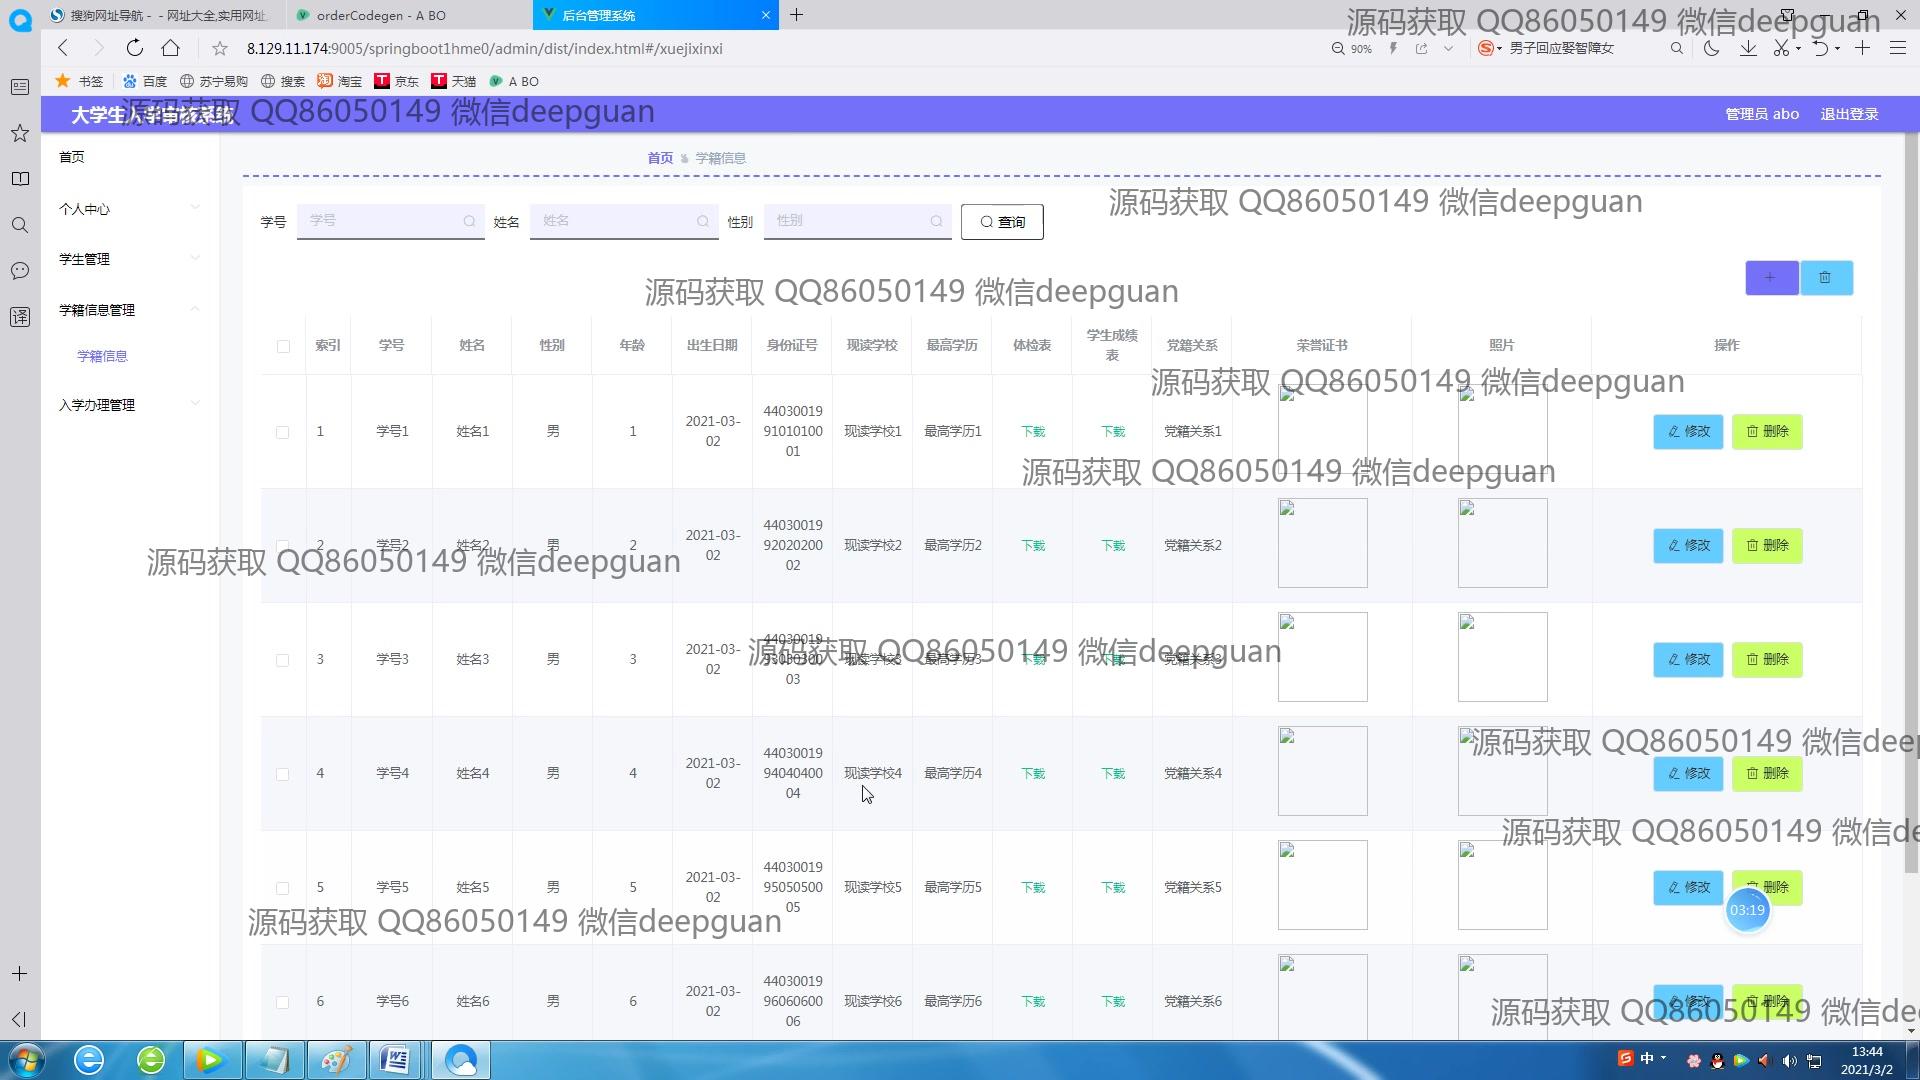 搜狗网址导航 - - 网址大全,实用网址,
orderCodegen - A BO
后台管理系统
源码获取 QQ86050149 微信deepguan
8.129.11.174:9005/springboot1hme0/admin/dist/index.html#/xuejixinxi
90%
男子回应娶智障女
书签
百度
苏宁易购
搜索
淘宝
京东
天猫
A BO
大学生入学审核系统
源码获取 QQ86050149 微信deepguan
管理员 abo
退出登录
首页
个人中心
学生管理
学籍信息管理
学籍信息
入学办理管理
首页 学籍信息
源码获取 QQ86050149 微信deepguan
学号 学号 姓名 姓名 性别 性别 查询
源码获取 QQ86050149 微信deepguan
索引 学号 姓名 性别 年龄 出生日期 身份证号 现读学校 最高学历 体检表 学生成绩表 党籍关系 荣誉证书 照片 操作
源码获取 QQ86050149 微信deepguan
1 学号1 姓名1 男 1 2021-03-02 440300199101010001 现读学校1 最高学历1 下载 下载 党籍关系1 修改 删除
源码获取 QQ86050149 微信deepguan
2 学号2 姓名2 男 2 2021-03-02 440300199202020002 现读学校2 最高学历2 下载 下载 党籍关系2 修改 删除
源码获取 QQ86050149 微信deepguan
3 学号3 姓名3 男 3 2021-03-02 440300199303030003 现读学校3 最高学历3 下载 下载 党籍关系3 修改 删除
源码获取 QQ86050149 微信deepguan
源码获取 QQ86050149 微信deep
4 学号4 姓名4 男 4 2021-03-02 440300199404040004 现读学校4 最高学历4 下载 下载 党籍关系4 修改 删除
源码获取 QQ86050149 微信de
5 学号5 姓名5 男 5 2021-03-02 440300199505050005 现读学校5 最高学历5 下载 下载 党籍关系5 修改 删除
03:19
源码获取 QQ86050149 微信deepguan
6 学号6 姓名6 男 6 2021-03-02 440300199606060006 现读学校6 最高学历6 下载 下载 党籍关系6 修改 删除
源码获取 QQ86050149 微信dee
译
中
13:44
2021/3/2